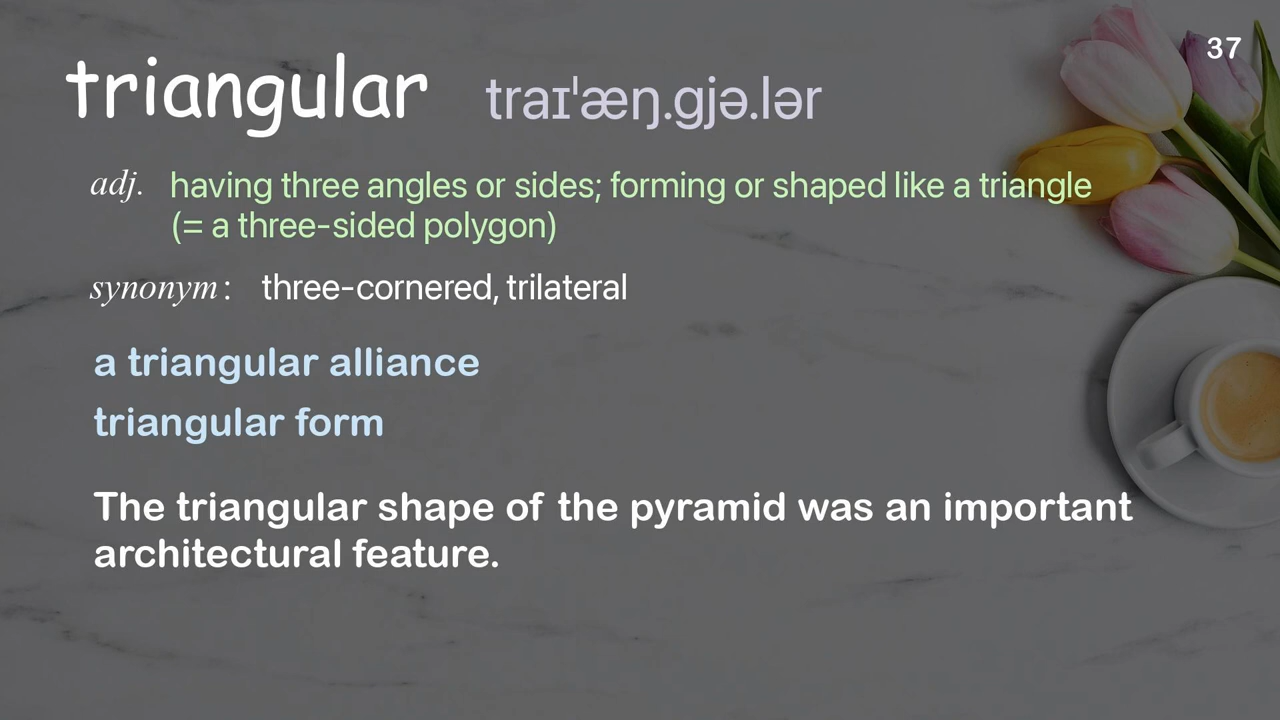 37
triangular traɪˈæŋ.gjə.lər
adj. having three angles or sides; forming or shaped like a triangle
(= a three-sided polygon)
synonym: three-cornered, trilateral
a triangular alliance
triangular form
The triangular shape of the pyramid was an important
architectural feature.